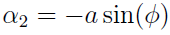 α₂ = −a sin(ϕ)